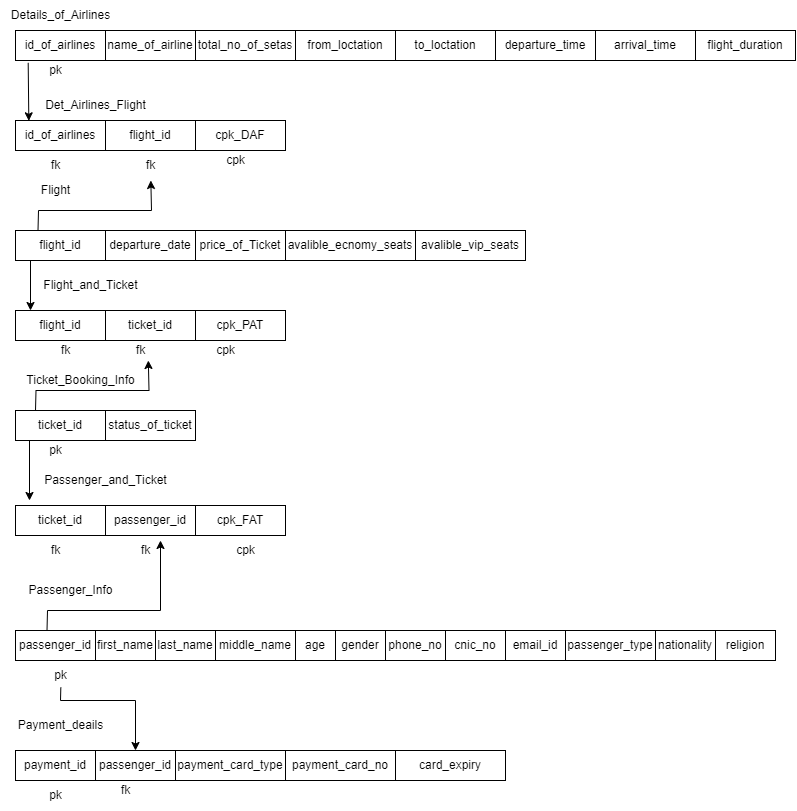 Details_of_Airlines
id_of_airlines name_of_airline total_no_of_setas from_loctation to_loctation departure_time arrival_time flight_duration
pk
Det_Airlines_Flight
id_of_airlines flight_id cpk_DAF
fk fk cpk
Flight
flight_id departure_date price_of_Ticket avalible_ecnomy_seats avalible_vip_seats
Flight_and_Ticket
flight_id ticket_id cpk_PAT
fk fk cpk
Ticket_Booking_Info
ticket_id status_of_ticket
pk
Passenger_and_Ticket
ticket_id passenger_id cpk_FAT
fk fk cpk
Passenger_Info
passenger_id first_name last_name middle_name age gender phone_no cnic_no email_id passenger_type nationality religion
pk
Payment_deails
payment_id passenger_id payment_card_type payment_card_no card_expiry
pk fk